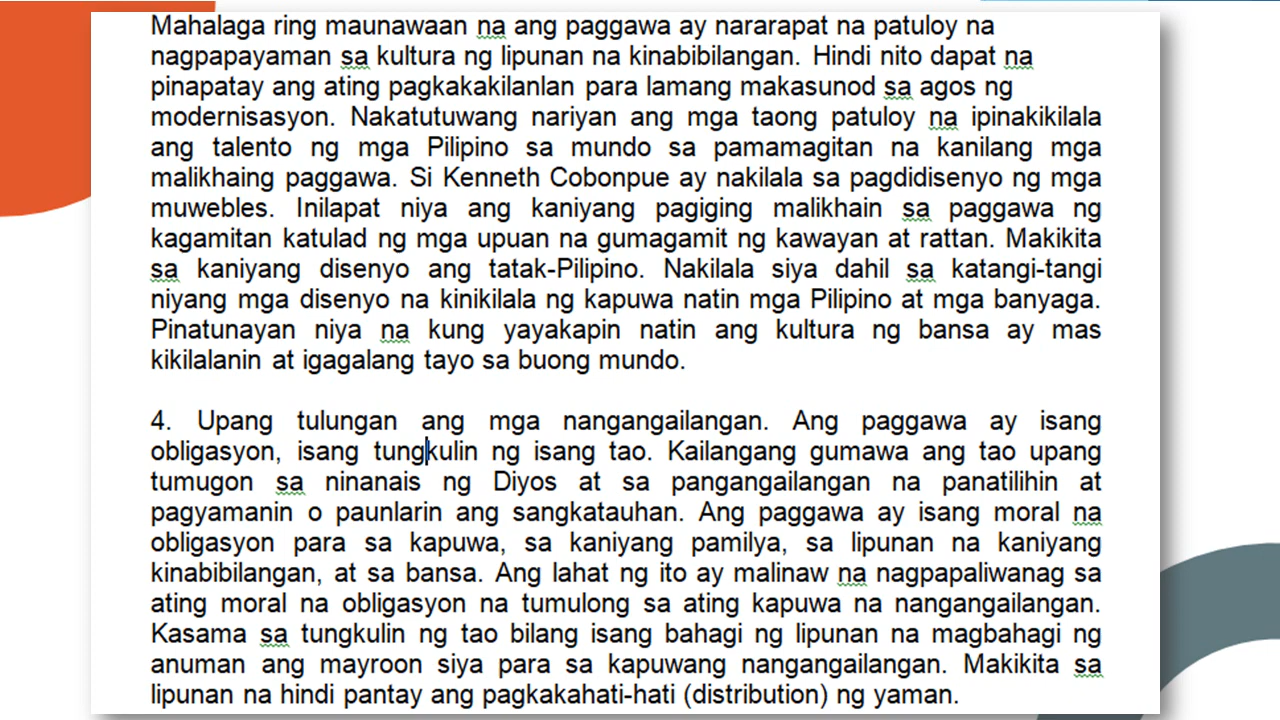 Mahalaga ring maunawaan na ang paggawa ay nararapat na patuloy na
nagpapayaman sa kultura ng lipunan na kinabibilangan. Hindi nito dapat na
pinapatay ang ating pagkakakilanlan para lamang makasunod sa agos ng
modernisasyon. Nakatutuwang nariyan ang mga taong patuloy na ipinakikilala
ang talento ng mga Pilipino sa mundo sa pamamagitan na kanilang mga
malikhaing paggawa. Si Kenneth Cobonpue ay nakilala sa pagdidisenyo ng mga
muwebles. Inilapat niya ang kaniyang pagiging malikhain sa paggawa ng
kagamitan katulad ng mga upuan na gumagamit ng kawayan at rattan. Makikita
sa kaniyang disenyo ang tatak-Pilipino. Nakilala siya dahil sa katangi-tangi
niyang mga disenyo na kinikilala ng kapuwa natin mga Pilipino at mga banyaga.
Pinatunayan niya na kung yayakapin natin ang kultura ng bansa ay mas
kikilalanin at igagalang tayo sa buong mundo.
4. Upang tulungan ang mga nangangailangan. Ang paggawa ay isang
obligasyon, isang tungkulin ng isang tao. Kailangang gumawa ang tao upang
tumugon sa ninanais ng Diyos at sa pangangailangan na panatilihin at
pagyamanin o paunlarin ang sangkatauhan. Ang paggawa ay isang moral na
obligasyon para sa kapuwa, sa kaniyang pamilya, sa lipunan na kaniyang
kinabibilangan, at sa bansa. Ang lahat ng ito ay malinaw na nagpapaliwanag sa
ating moral na obligasyon na tumulong sa ating kapuwa na nangangailangan.
Kasama sa tungkulin ng tao bilang isang bahagi ng lipunan na magbahagi ng
anuman ang mayroon siya para sa kapuwang nangangailangan. Makikita sa
lipunan na hindi pantay ang pagkakahati-hati (distribution) ng yaman.